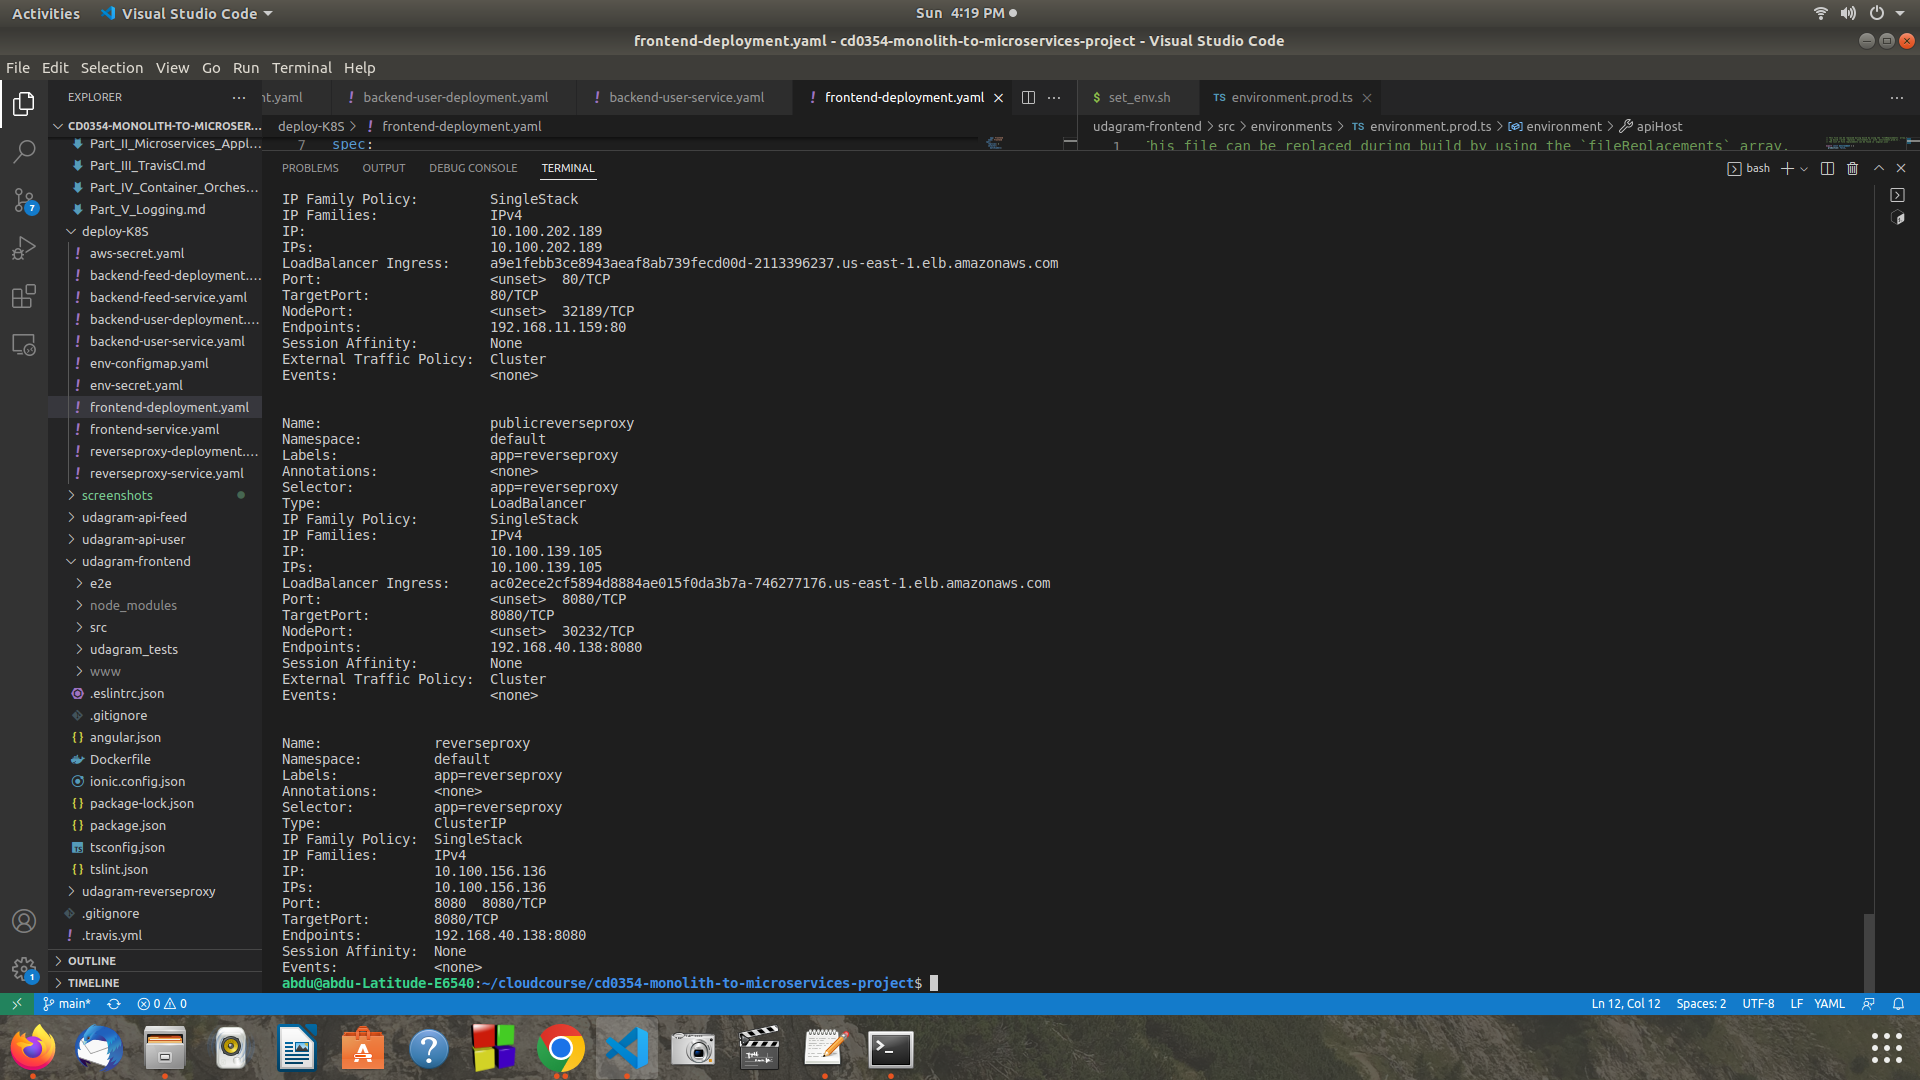 Activities Visual Studio Code Sun 4:19 PM
frontend-deployment.yaml - cd0354-monolith-to-microservices-project - Visual Studio Code
File Edit Selection View Go Run Terminal Help
EXPLORER
CD0354-MONOLITH-TO-MICROSER...
Part_II_Microservices_Appl...
Part_III_TravisCI.md
Part_IV_Container_Orches...
Part_V_Logging.md
deploy-K8S
! aws-secret.yaml
! backend-feed-deployment....
! backend-feed-service.yaml
! backend-user-deployment....
! backend-user-service.yaml
! env-configmap.yaml
! env-secret.yaml
! frontend-deployment.yaml
! frontend-service.yaml
! reverseproxy-deployment....
! reverseproxy-service.yaml
screenshots
udagram-api-feed
udagram-api-user
udagram-frontend
e2e
node_modules
src
udagram_tests
www
.eslintrc.json
.gitignore
{} angular.json
Dockerfile
ionic.config.json
{} package-lock.json
{} package.json
TS tsconfig.json
{} tslint.json
udagram-reverseproxy
.gitignore
! .travis.yml
OUTLINE
TIMELINE
7
1
nt.yaml ! backend-user-deployment.yaml ! backend-user-service.yaml ! frontend-deployment.yaml
deploy-K8S > ! frontend-deployment.yaml
7 spec:
$ set_env.sh TS environment.prod.ts
udagram-frontend > src > environments > TS environment.prod.ts > environment > apiHost
1 his file can be replaced during build by using the `fileReplacements` array.
PROBLEMS OUTPUT DEBUG CONSOLE TERMINAL bash
IP Family Policy: SingleStack
IP Families: IPv4
IP: 10.100.202.189
IPs: 10.100.202.189
LoadBalancer Ingress: a9e1febb3ce8943aeaf8ab739fecd00d-2113396237.us-east-1.elb.amazonaws.com
Port: <unset> 80/TCP
TargetPort: 80/TCP
NodePort: <unset> 32189/TCP
Endpoints: 192.168.11.159:80
Session Affinity: None
External Traffic Policy: Cluster
Events: <none>
Name: publicreverseproxy
Namespace: default
Labels: app=reverseproxy
Annotations: <none>
Selector: app=reverseproxy
Type: LoadBalancer
IP Family Policy: SingleStack
IP Families: IPv4
IP: 10.100.139.105
IPs: 10.100.139.105
LoadBalancer Ingress: ac02ece2cf5894d8884ae015f0da3b7a-746277176.us-east-1.elb.amazonaws.com
Port: <unset> 8080/TCP
TargetPort: 8080/TCP
NodePort: <unset> 30232/TCP
Endpoints: 192.168.40.138:8080
Session Affinity: None
External Traffic Policy: Cluster
Events: <none>
Name: reverseproxy
Namespace: default
Labels: app=reverseproxy
Annotations: <none>
Selector: app=reverseproxy
Type: ClusterIP
IP Family Policy: SingleStack
IP Families: IPv4
IP: 10.100.156.136
IPs: 10.100.156.136
Port: 8080 8080/TCP
TargetPort: 8080/TCP
Endpoints: 192.168.40.138:8080
Session Affinity: None
Events: <none>
abdu@abdu-Latitude-E6540:~/cloudcourse/cd0354-monolith-to-microservices-project$
main* 0 0 Ln 12, Col 12 Spaces: 2 UTF-8 LF YAML